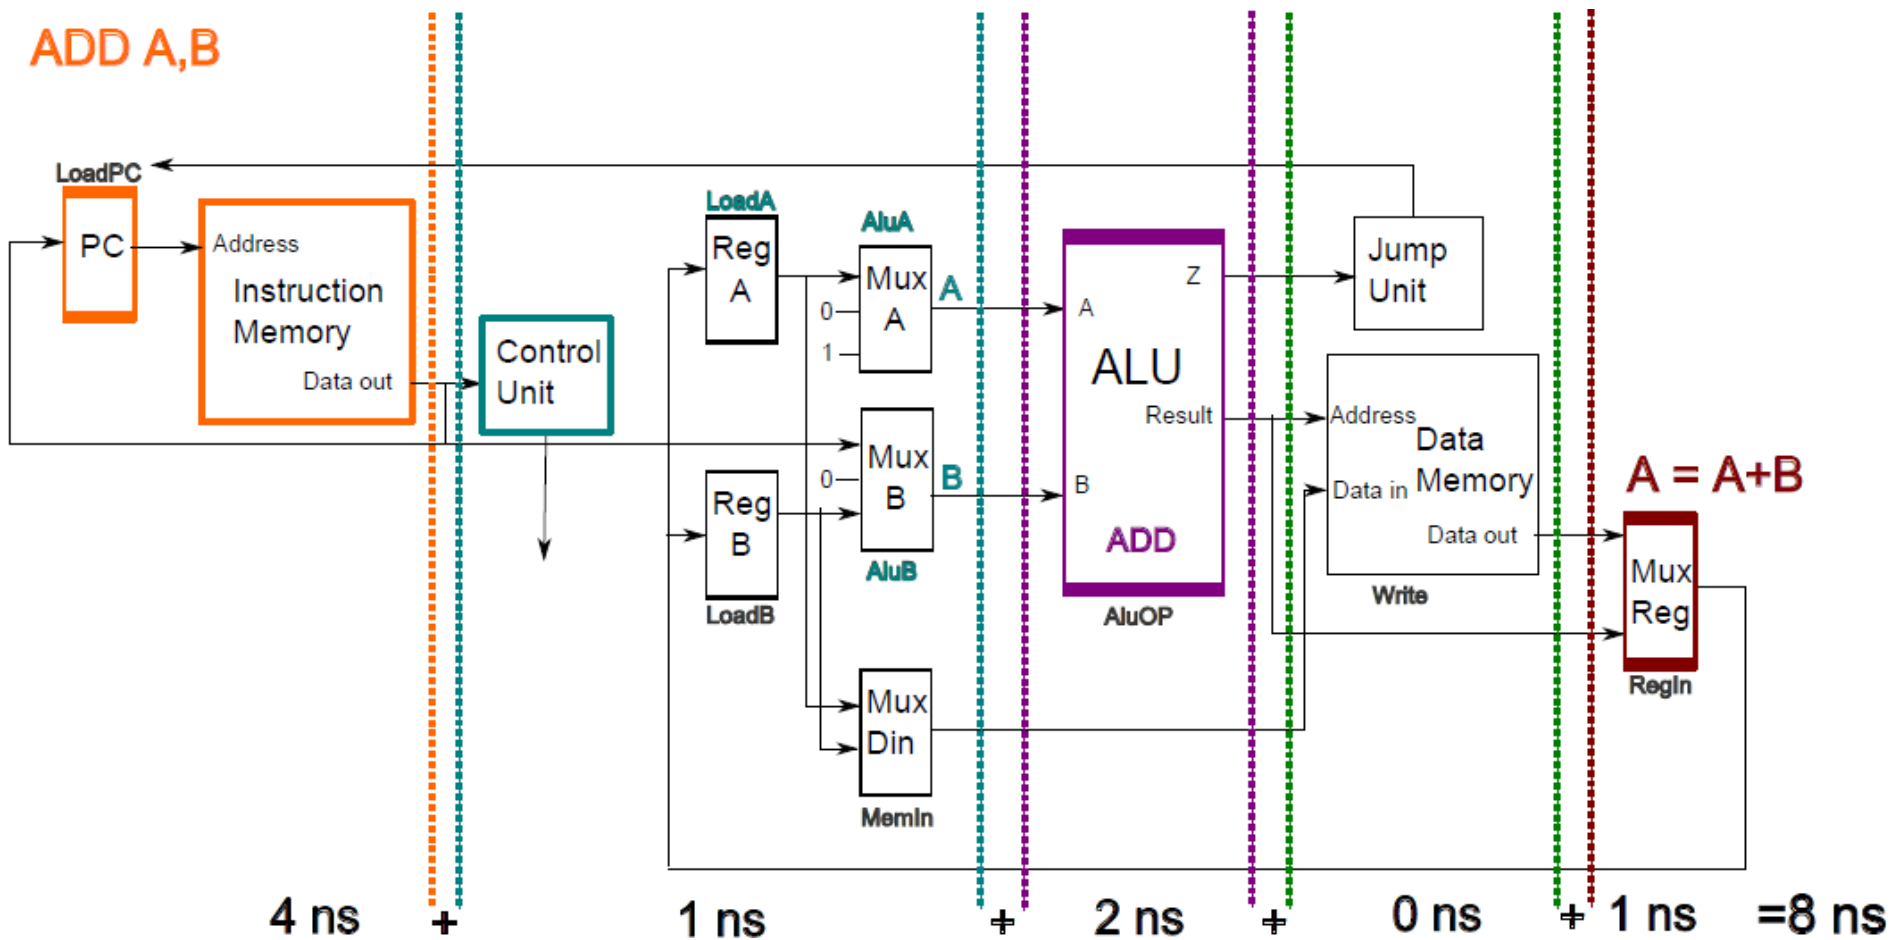 ADD A,B
LoadPC
PC
Address
Instruction
Memory
Data out
Control
Unit
LoadA
Reg
A
AluA
Mux
A
0
1
A
Mux
B
0
B
AluB
Reg
B
LoadB
Mux
Din
MemIn
A
Z
ALU
Result
B
ADD
AluOP
Jump
Unit
Address
Data
Memory
Data in
Data out
Write
A = A+B
Mux
Reg
RegIn
4 ns + 1 ns + 2 ns + 0 ns + 1 ns =8 ns